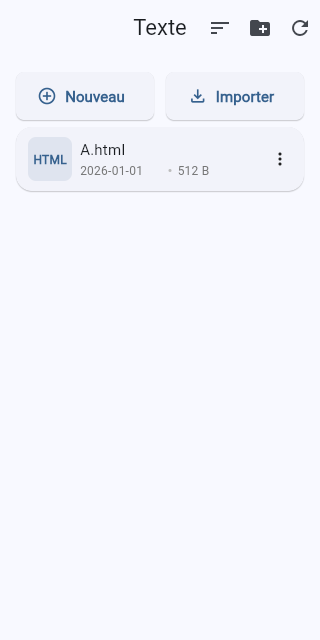 Texte
Nouveau
Importer
HTML
A.html
2026-01-01 • 512 B